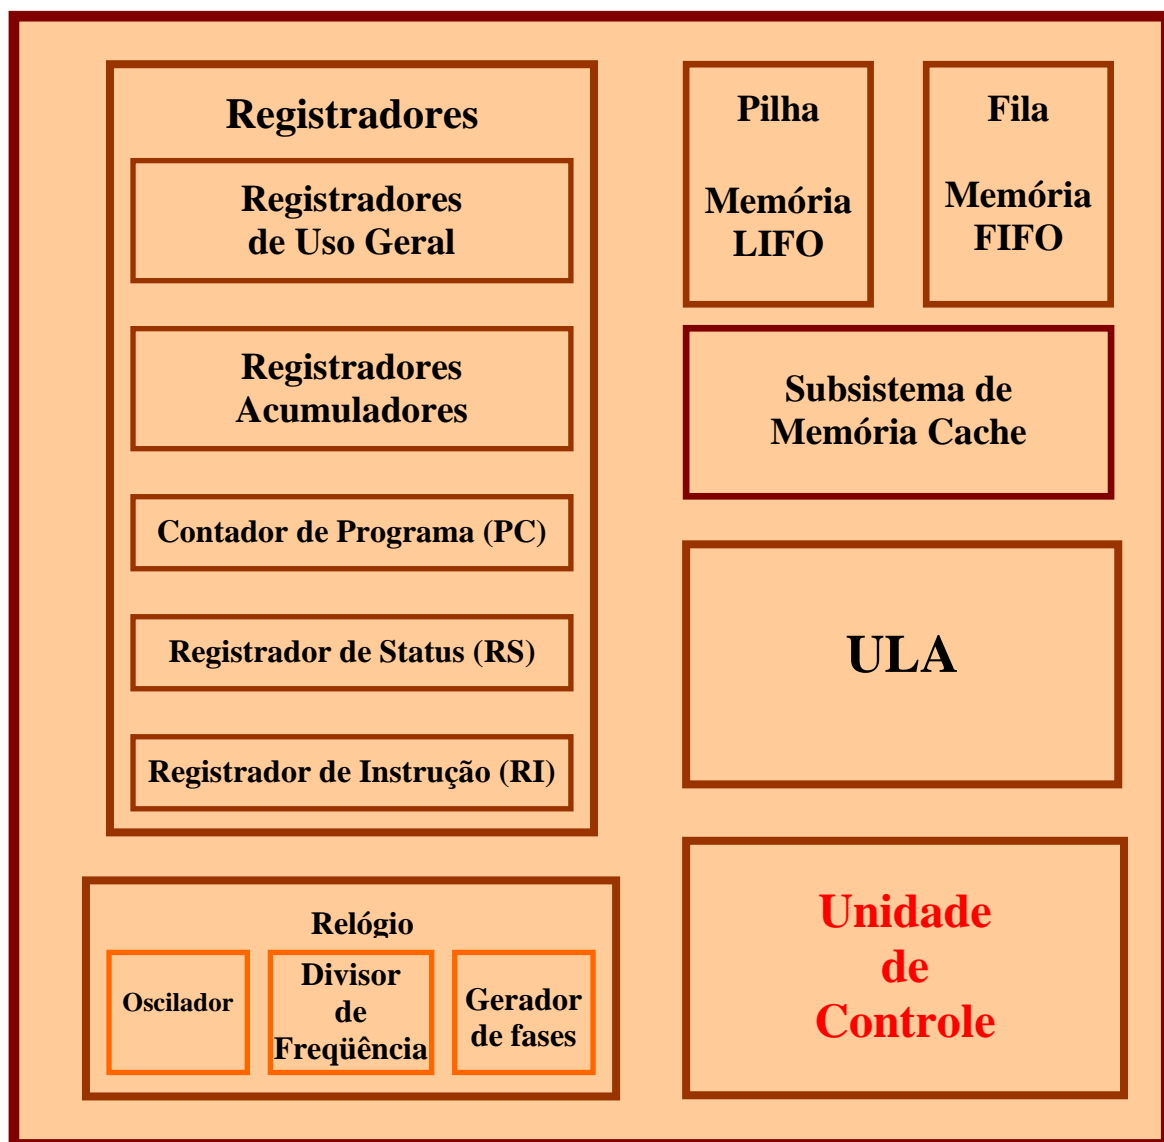 Registradores
Registradores
de Uso Geral
Registradores
Acumuladores
Contador de Programa (PC)
Registrador de Status (RS)
Registrador de Instrução (RI)
Relógio
Oscilador
Divisor
de
Freqüência
Gerador
de fases
Pilha
Memória
LIFO
Fila
Memória
FIFO
Subsistema de
Memória Cache
ULA
Unidade
de
Controle